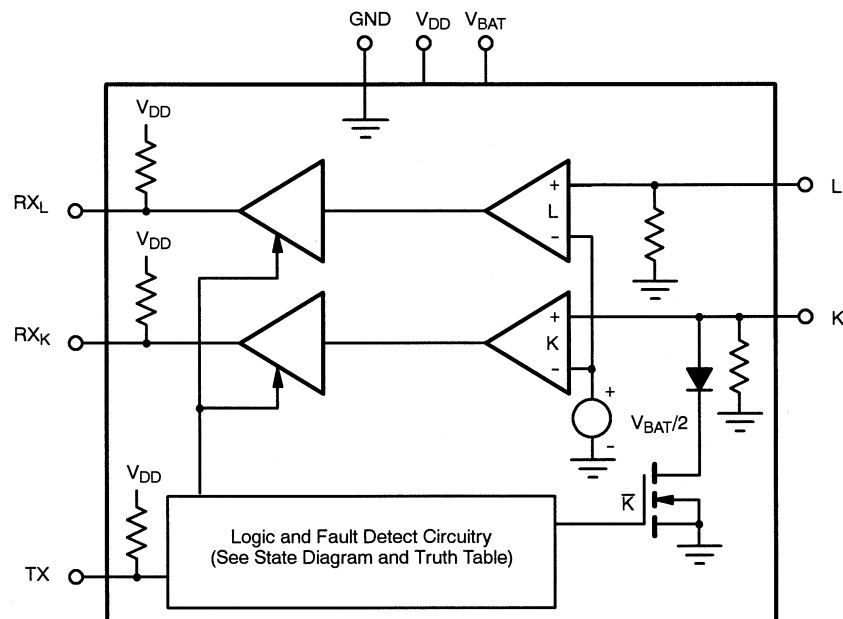 GND VDD VBAT
VDD
RXL
+
L
-
L
VDD
RXK
+
K
-
K
+
VBAT/2
-
VDD
K̅
Logic and Fault Detect Circuitry
(See State Diagram and Truth Table)
TX